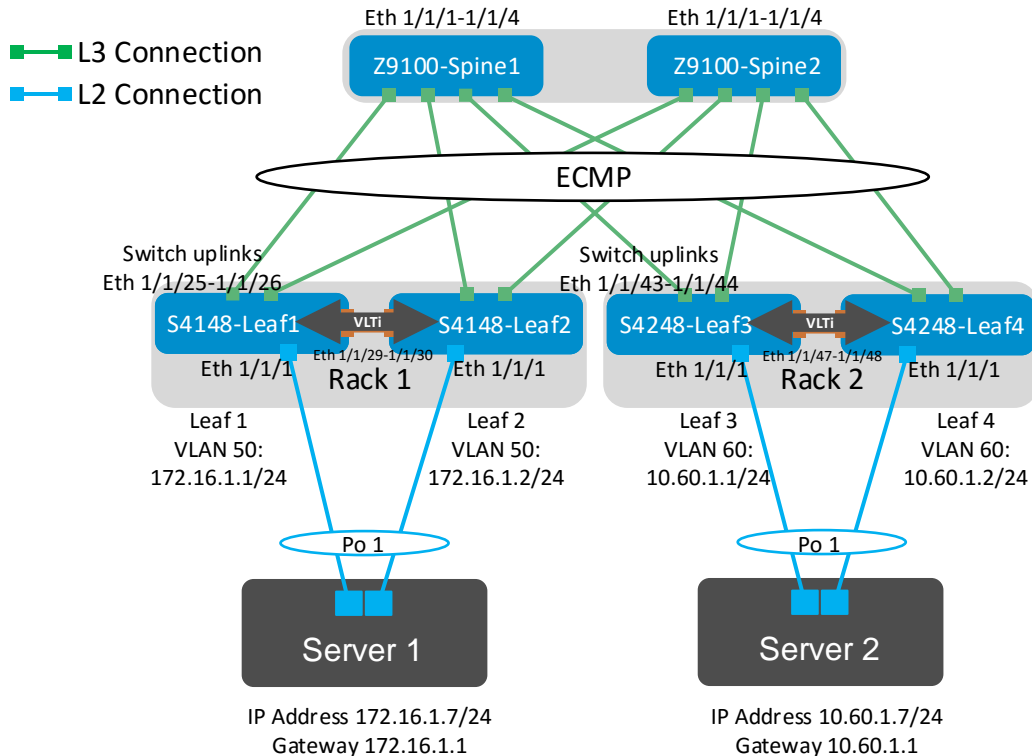 Eth 1/1/1-1/1/4
Eth 1/1/1-1/1/4
L3 Connection
L2 Connection
Z9100-Spine1
Z9100-Spine2
ECMP
Switch uplinks
Eth 1/1/25-1/1/26
Switch uplinks
Eth 1/1/43-1/1/44
S4148-Leaf1
VLTi
S4148-Leaf2
S4248-Leaf3
VLTi
S4248-Leaf4
Eth 1/1/29-1/1/30
Eth 1/1/47-1/1/48
Eth 1/1/1
Rack 1
Eth 1/1/1
Eth 1/1/1
Rack 2
Eth 1/1/1
Leaf 1
VLAN 50:
172.16.1.1/24
Leaf 2
VLAN 50:
172.16.1.2/24
Leaf 3
VLAN 60:
10.60.1.1/24
Leaf 4
VLAN 60:
10.60.1.2/24
Po 1
Po 1
Server 1
Server 2
IP Address 172.16.1.7/24
Gateway 172.16.1.1
IP Address 10.60.1.7/24
Gateway 10.60.1.1